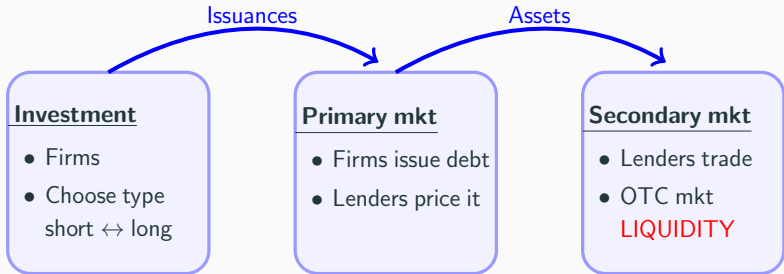 Issuances
Assets
Investment
• Firms
• Choose type
short ↔ long
Primary mkt
• Firms issue debt
• Lenders price it
Secondary mkt
• Lenders trade
• OTC mkt
LIQUIDITY